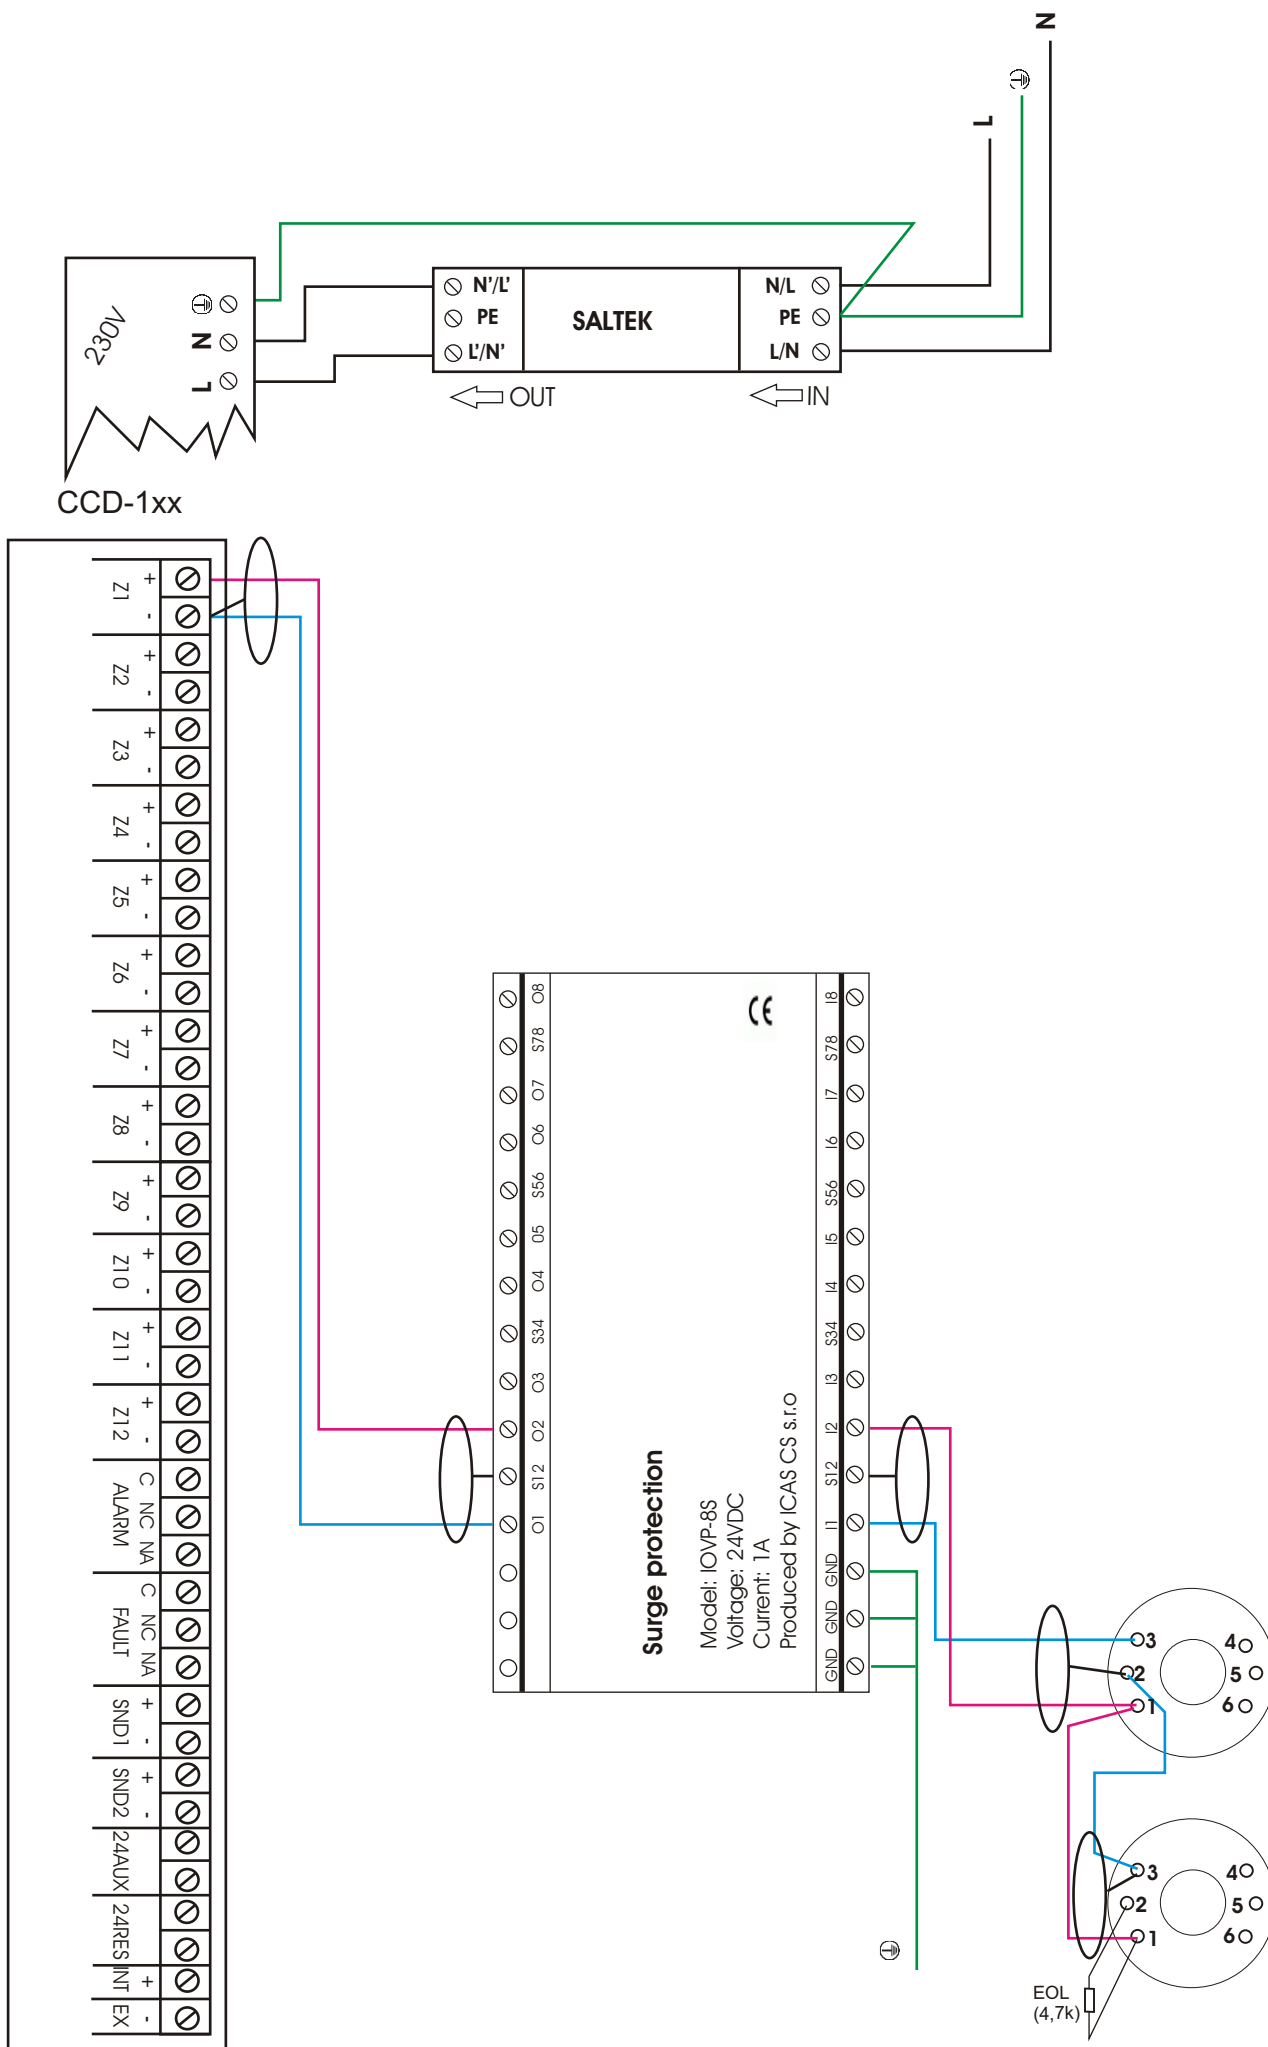 N
L
230V
N
L
N'/L'
PE
L'/N'
SALTEK
N/L
PE
L/N
OUT
IN
CCD-1xx
Z1 + -
Z2 + -
Z3 + -
Z4 + -
Z5 + -
Z6 + -
Z7 + -
Z8 + -
Z9 + -
Z10 + -
Z11 + -
Z12 + -
ALARM C NC NA
FAULT C NC NA
SND1 + -
SND2 + -
24AUX
24RES
INT +
EX -
O8
S78
O7
O6
S56
05
O4
S34
O3
O2
S12
O1
CE
Surge protection
Model: IOVP-8S
Voltage: 24VDC
Current: 1A
Produced by ICAS CS s.r.o
I8
S78
I7
I6
S56
I5
I4
S34
I3
I2
S12
I1
GND
GND
GND
3
2
1
4
5
6
3
2
1
4
5
6
EOL
(4,7k)